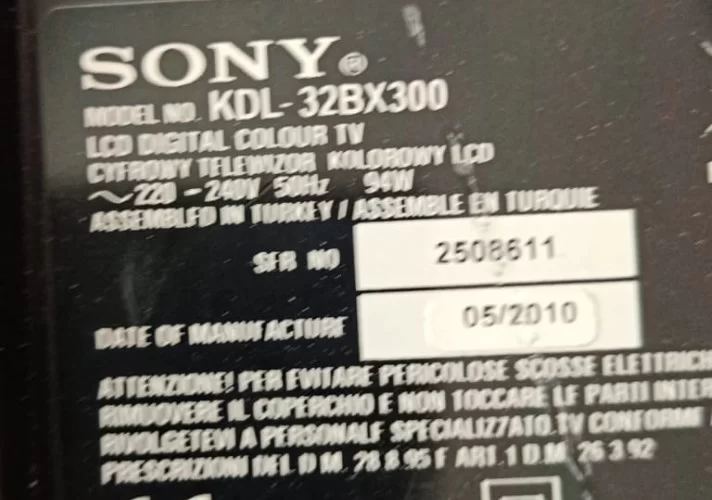 SONY®
MODEL NO. KDL-32BX300
LCD DIGITAL COLOUR TV
CYFROWY TELEWIZOR KOLOROWY LCD
~ 220 - 240V 50Hz 94W
ASSEMBLED IN TURKEY / ASSEMBLE EN TURQUIE
SER NO 2508611
DATE OF MANUFACTURE 05/2010
ATTENZIONE! PER EVITARE PERICOLOSE SCOSSE ELETTRICH
RIMUOVERE IL COPERCHIO E NON TOCCARE LE PARTI INTER
RIVOLGETEVI A PERSONALE SPECIALIZZATO.TV CONFORME
PRESCRIZIONI DEL D M. 28 8 95 E ART.1 D.M. 26 3 92